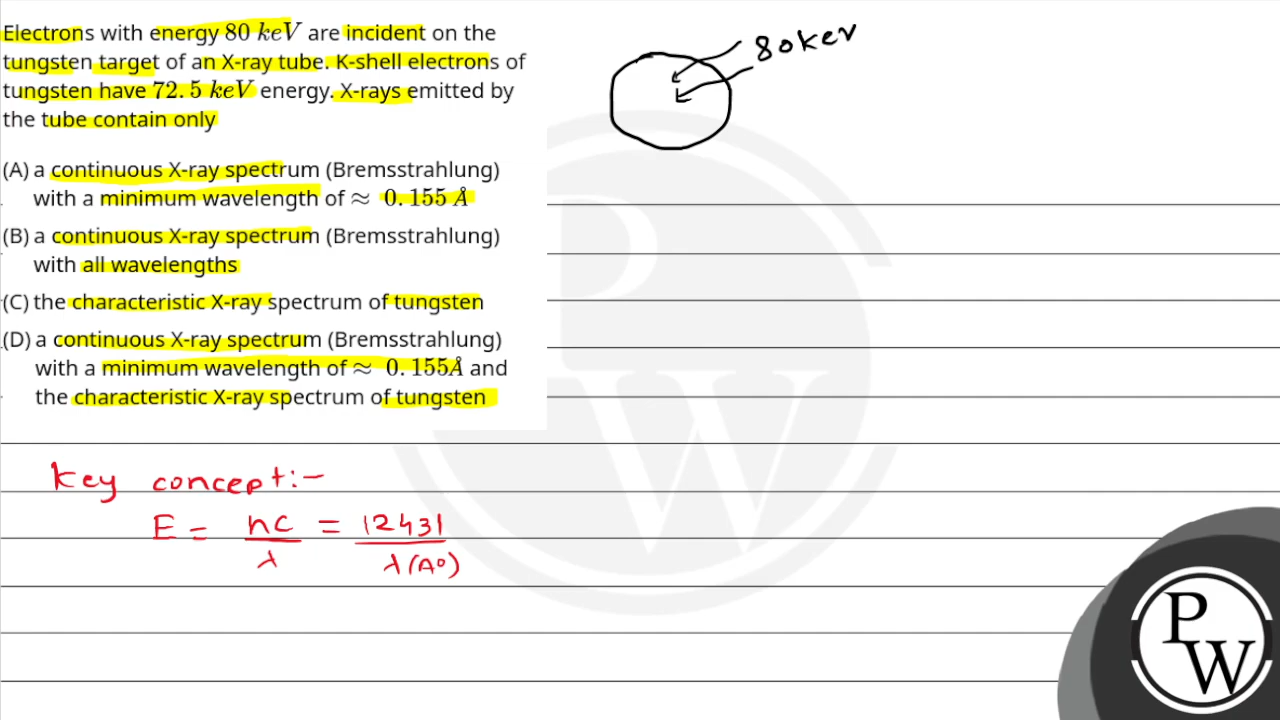 Electrons with energy 80 keV are incident on the
tungsten target of an X-ray tube. K-shell electrons of
tungsten have 72.5 keV energy. X-rays emitted by
the tube contain only
(A) a continuous X-ray spectrum (Bremsstrahlung)
with a minimum wavelength of ≈ 0.155 Å
(B) a continuous X-ray spectrum (Bremsstrahlung)
with all wavelengths
(C) the characteristic X-ray spectrum of tungsten
(D) a continuous X-ray spectrum (Bremsstrahlung)
with a minimum wavelength of ≈ 0.155Å and
the characteristic X-ray spectrum of tungsten
80kev
key concept:-
E = hc/λ = 12431/λ(A°)
PW
PW